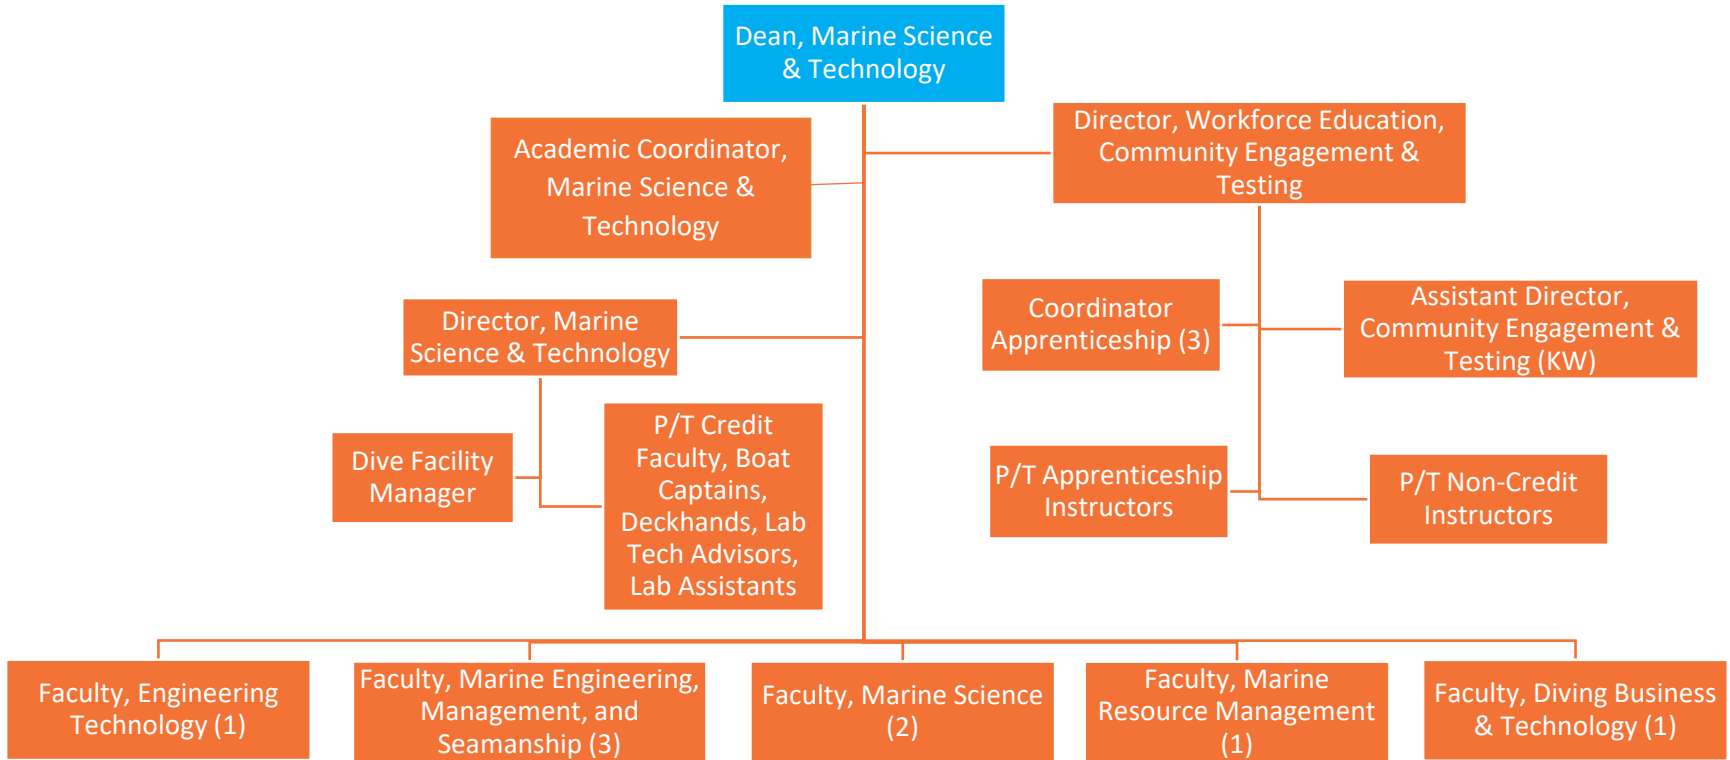 Dean, Marine Science
& Technology
Academic Coordinator,
Marine Science &
Technology
Director, Workforce Education,
Community Engagement &
Testing
Director, Marine
Science & Technology
Coordinator
Apprenticeship (3)
Assistant Director,
Community Engagement &
Testing (KW)
Dive Facility
Manager
P/T Credit
Faculty, Boat
Captains,
Deckhands, Lab
Tech Advisors,
Lab Assistants
P/T Apprenticeship
Instructors
P/T Non-Credit
Instructors
Faculty, Engineering
Technology (1)
Faculty, Marine Engineering,
Management, and
Seamanship (3)
Faculty, Marine Science
(2)
Faculty, Marine
Resource Management
(1)
Faculty, Diving Business
& Technology (1)